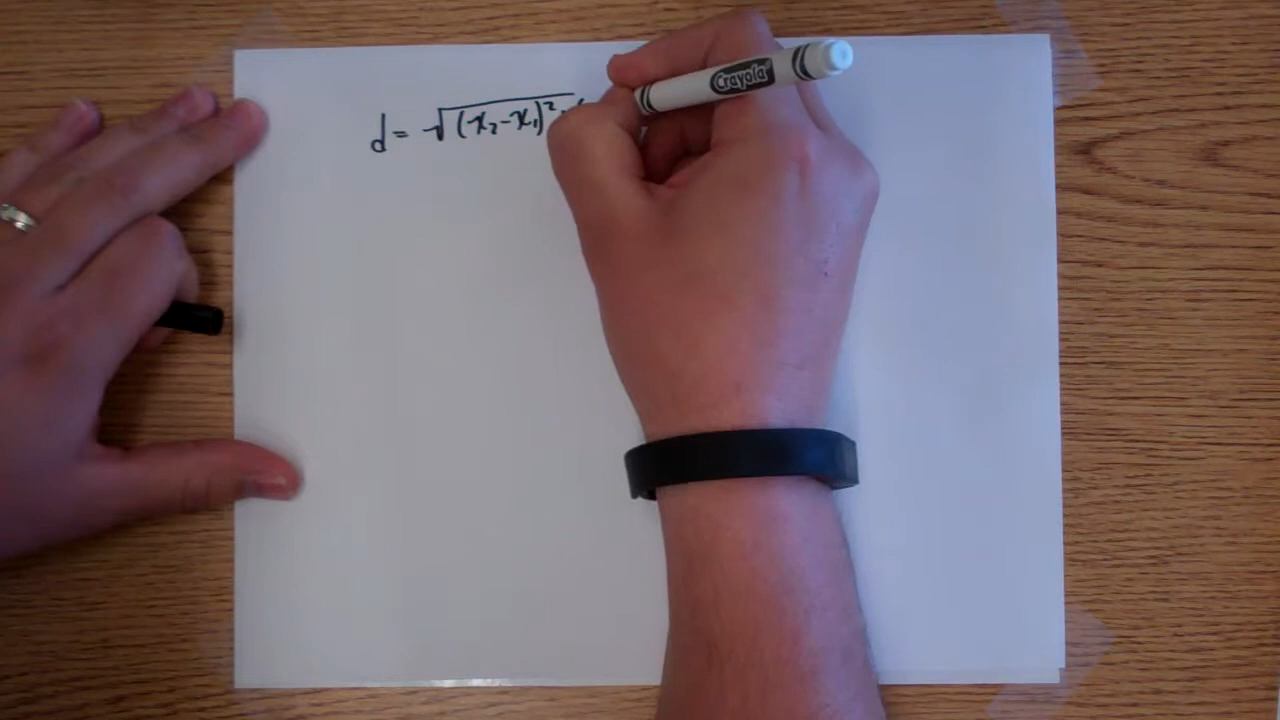 d = √(x₂-x₁)²
Crayola